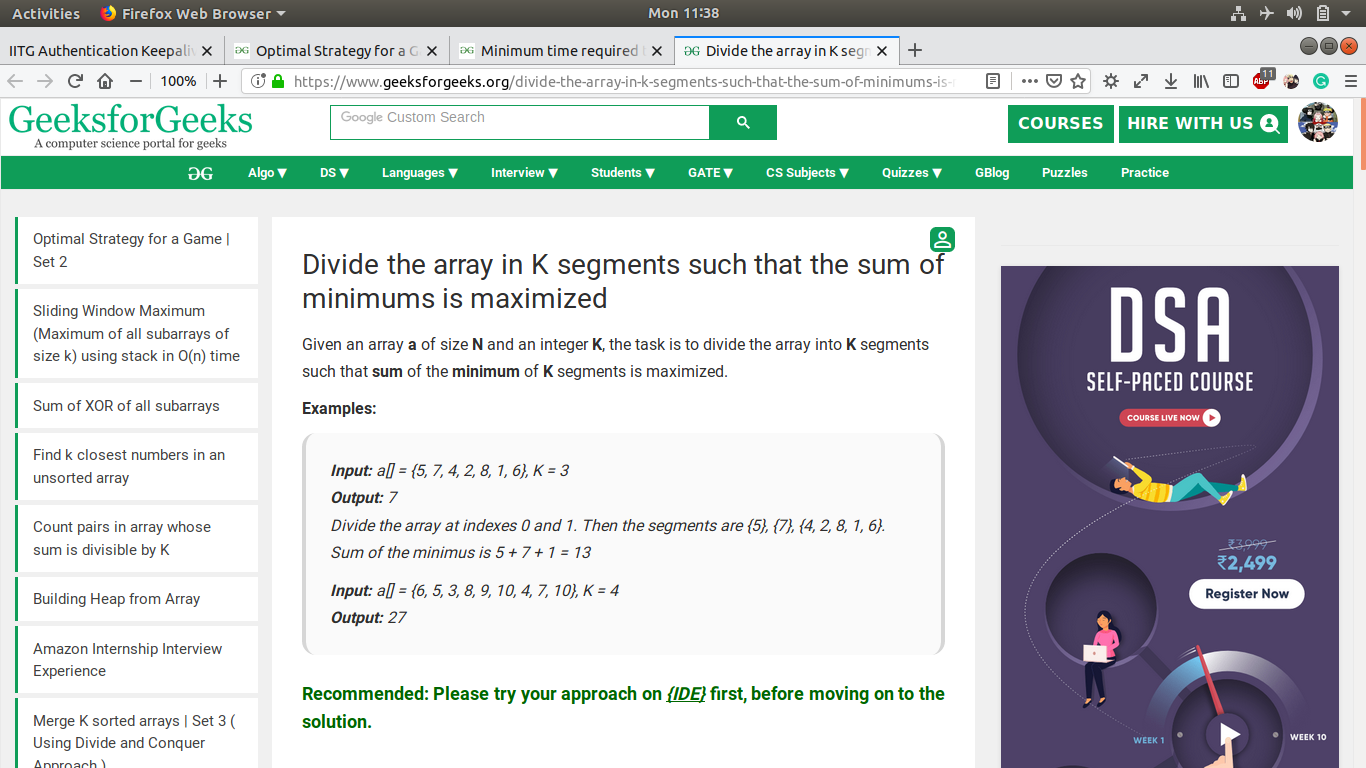 Activities Firefox Web Browser Mon 11:38
IITG Authentication Keepali
Optimal Strategy for a G
Minimum time required
Divide the array in K segm
100% https://www.geeksforgeeks.org/divide-the-array-in-k-segments-such-that-the-sum-of-minimums-is- 11
ABP
GeeksforGeeks
A computer science portal for geeks
Google Custom Search
COURSES
HIRE WITH US
GG Algo ▼ DS ▼ Languages ▼ Interview ▼ Students ▼ GATE ▼ CS Subjects ▼ Quizzes ▼ GBlog Puzzles Practice
Optimal Strategy for a Game |
Set 2
Sliding Window Maximum
(Maximum of all subarrays of
size k) using stack in O(n) time
Sum of XOR of all subarrays
Find k closest numbers in an
unsorted array
Count pairs in array whose
sum is divisible by K
Building Heap from Array
Amazon Internship Interview
Experience
Merge K sorted arrays | Set 3 (
Using Divide and Conquer
Approach )
Divide the array in K segments such that the sum of
minimums is maximized
Given an array a of size N and an integer K, the task is to divide the array into K segments
such that sum of the minimum of K segments is maximized.
Examples:
Input: a[] = {5, 7, 4, 2, 8, 1, 6}, K = 3
Output: 7
Divide the array at indexes 0 and 1. Then the segments are {5}, {7}, {4, 2, 8, 1, 6}.
Sum of the minimus is 5 + 7 + 1 = 13
Input: a[] = {6, 5, 3, 8, 9, 10, 4, 7, 10}, K = 4
Output: 27
Recommended: Please try your approach on {IDE} first, before moving on to the
solution.
DSA
SELF-PACED COURSE
COURSE LIVE NOW
₹3,999
₹2,499
Register Now
WEEK 1
WEEK 10